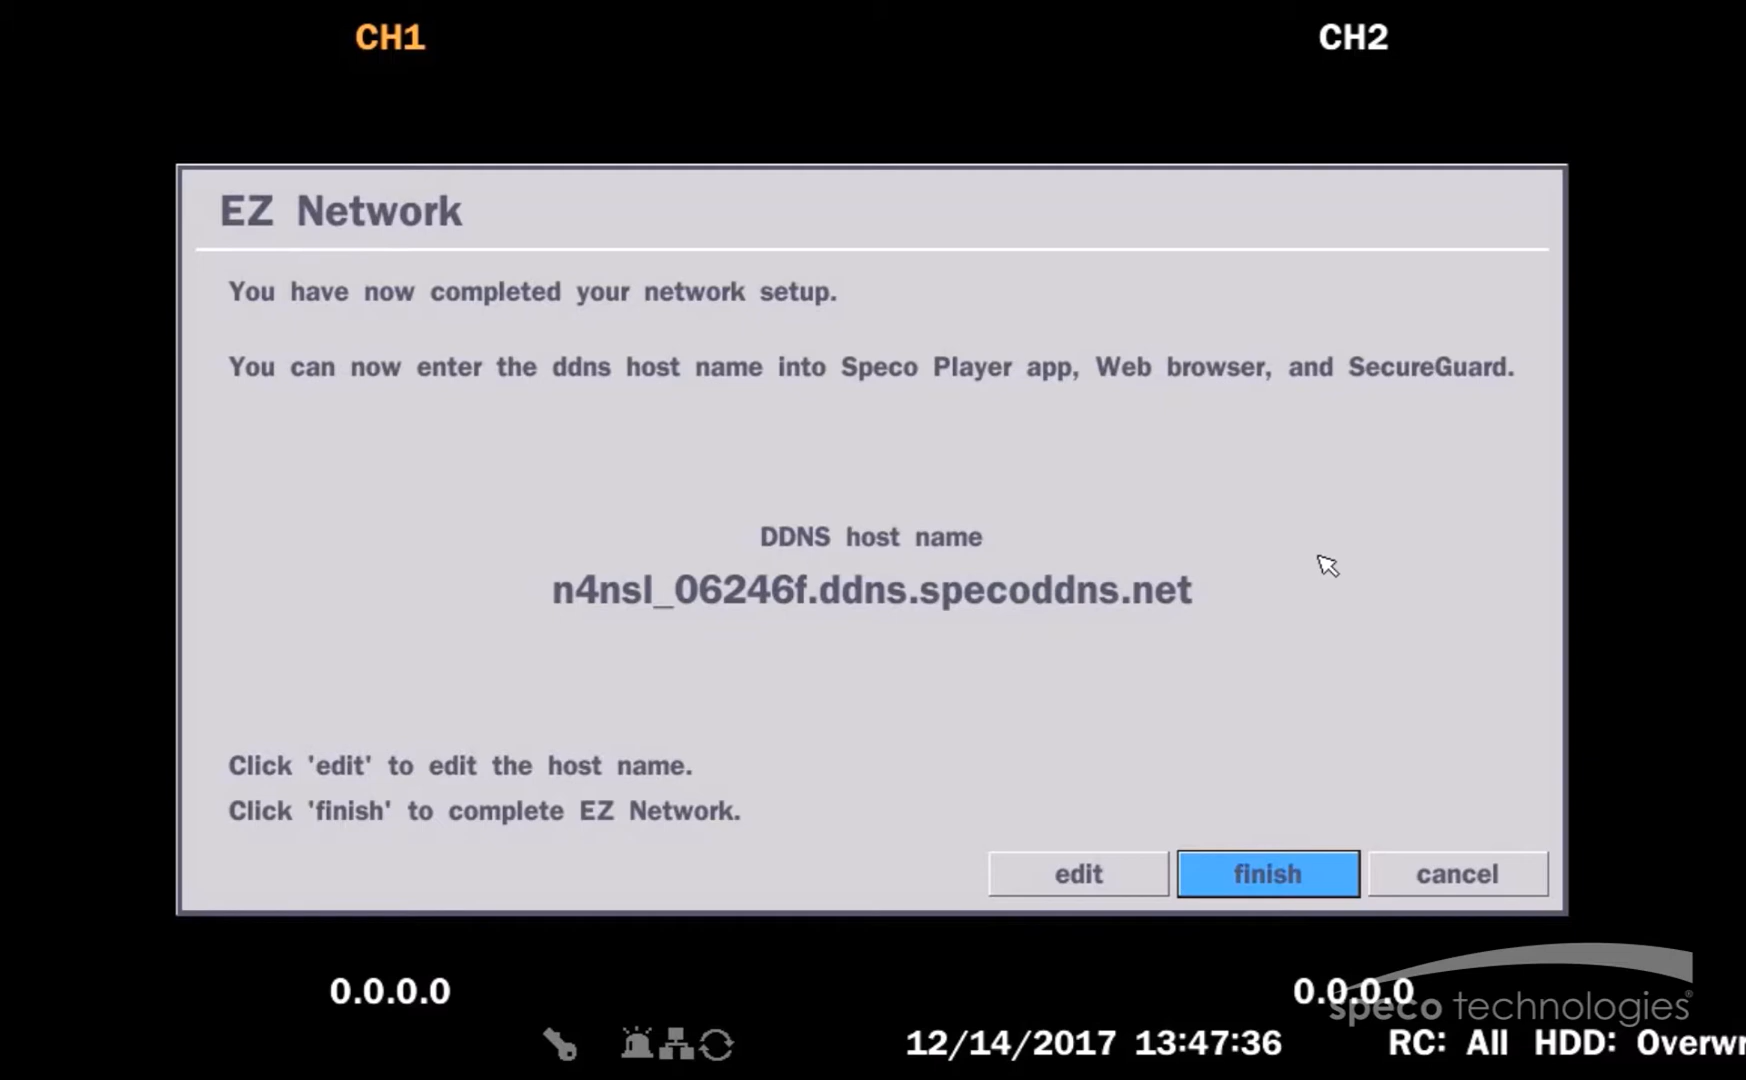 CH1
CH2
EZ Network
You have now completed your network setup.
You can now enter the ddns host name into Speco Player app, Web browser, and SecureGuard.
DDNS host name
n4nsl_06246f.ddns.specoddns.net
Click 'edit' to edit the host name.
Click 'finish' to complete EZ Network.
edit
finish
cancel
0.0.0.0
0.0.0.0
speco technologies®
12/14/2017 13:47:36
RC: All HDD: Overwr